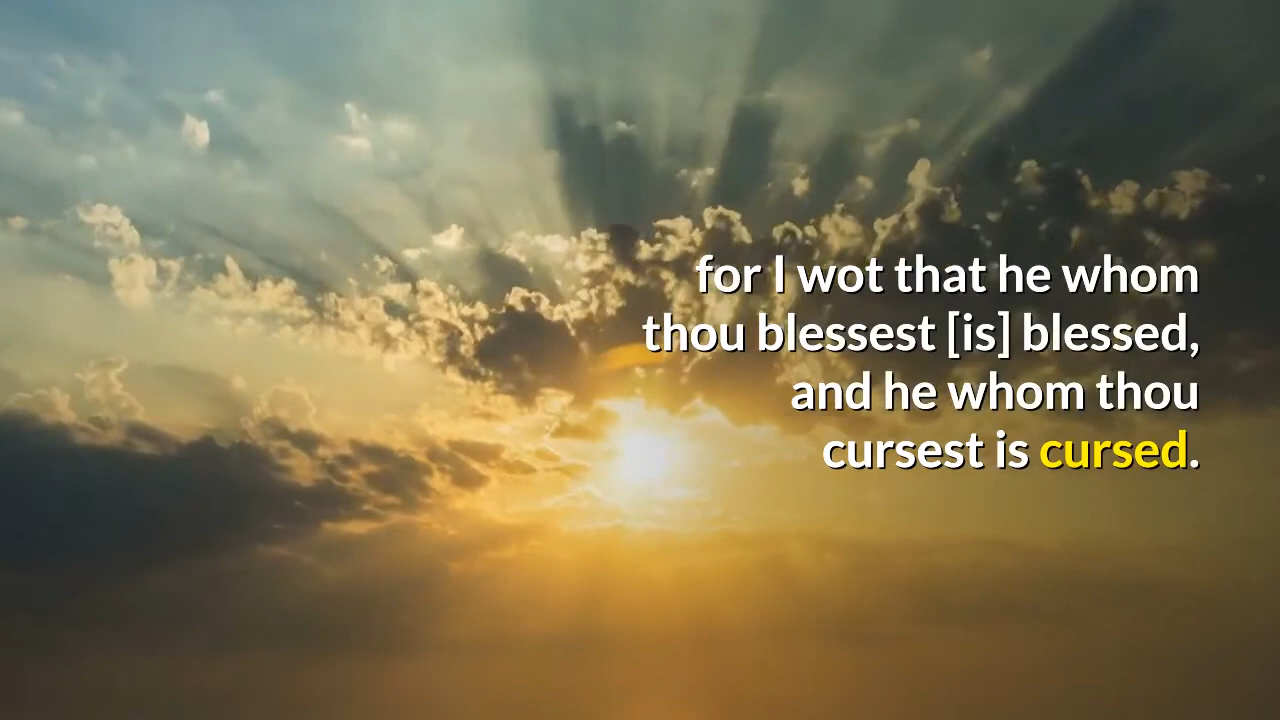 for I wot that he whom
thou blessest [is] blessed,
and he whom thou
cursest is cursed.